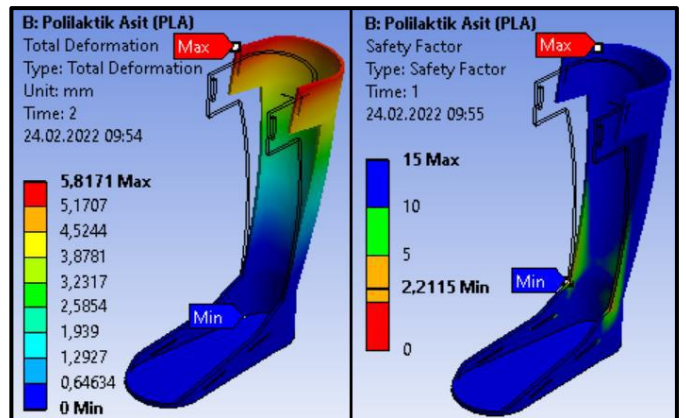 B: Polilaktik Asit (PLA)
Total Deformation
Type: Total Deformation
Unit: mm
Time: 2
24.02.2022 09:54
Max
5,8171 Max
5,1707
4,5244
3,8781
3,2317
2,5854
1,939
1,2927
0,64634
0 Min
Min
B: Polilaktik Asit (PLA)
Safety Factor
Type: Safety Factor
Time: 1
24.02.2022 09:55
Max
15 Max
10
5
2,2115 Min
0
Min